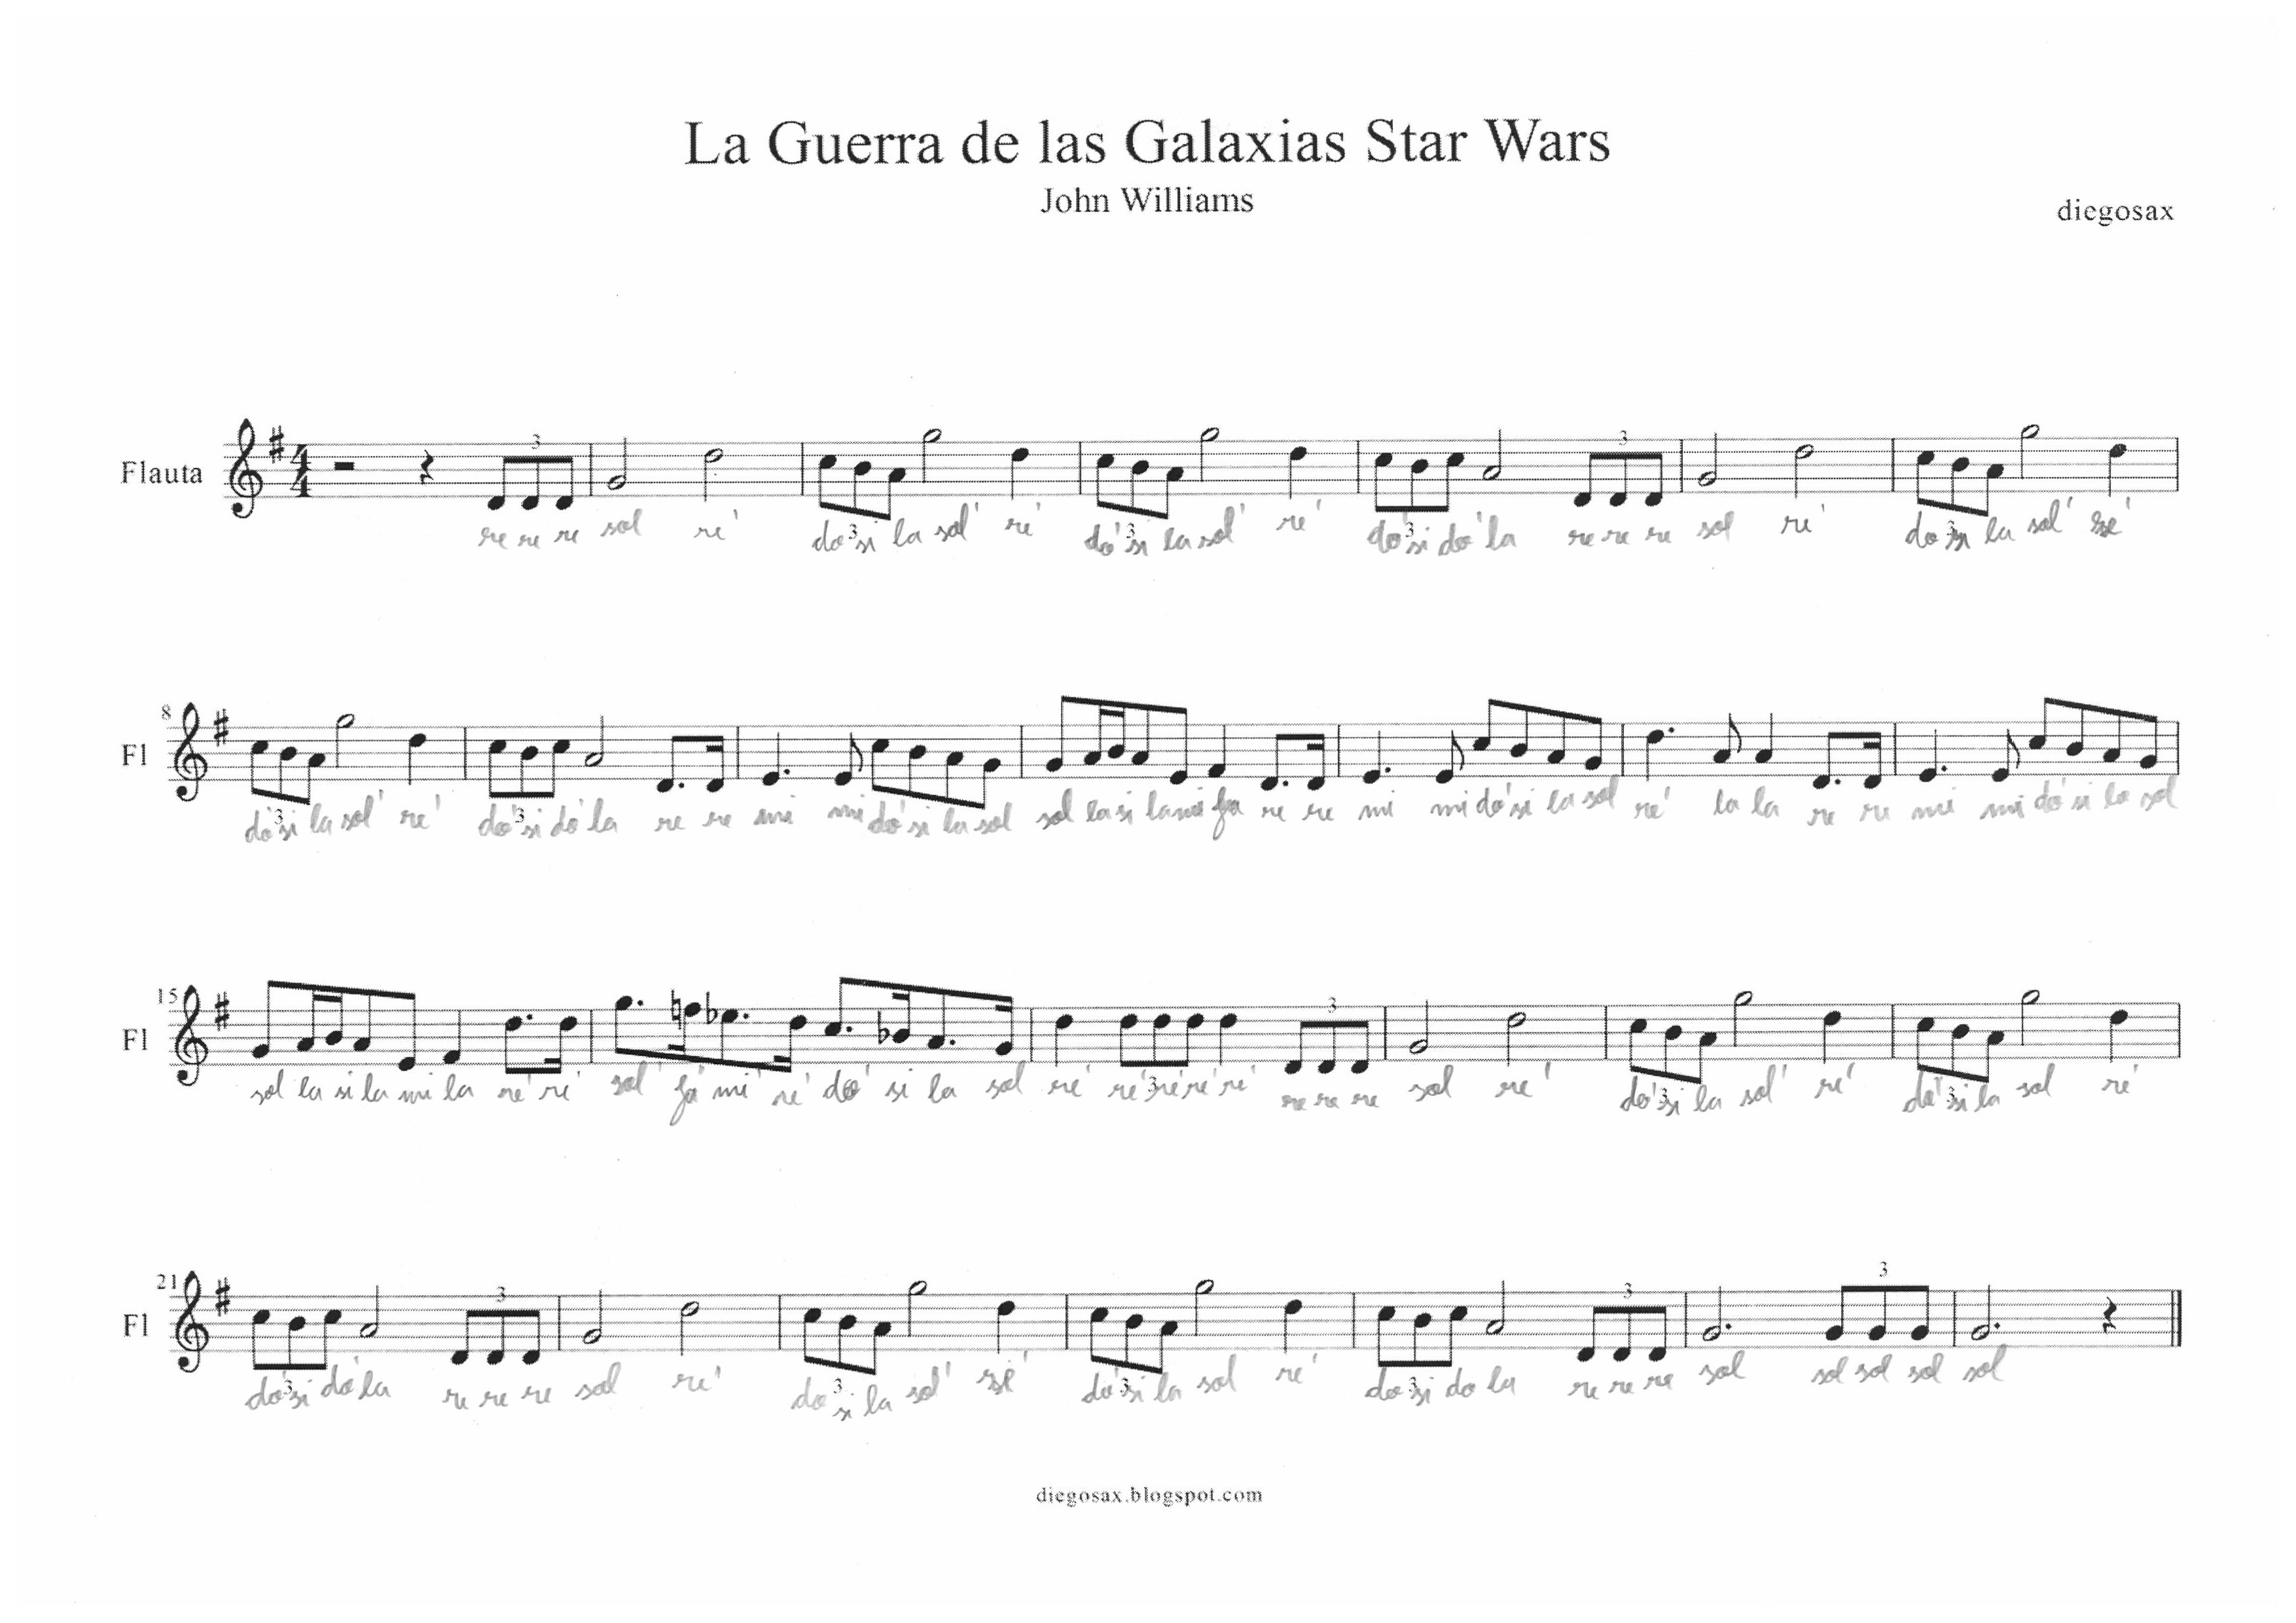 La Guerra de las Galaxias Star Wars
John Williams
diegosax
3 3
Flauta
3 3 3 3
re re re sol re' do' si la sol' re' do' si la sol' re' do' si do' la re re re sol re' do' si la sol' re'
8
Fl
3 3
do' si la sol' re' do' si do' la re re mi mi do' si la sol sol la si la mi fa re re mi mi do' si la sol re' la la re re mi mi do' si la sol
15
3
Fl
3 3 3
sol la si la mi la re' re' sol' fa' mi' re' do' si la sol re' re' re' re' re' re re re sol re' do' si la sol' re' do' si la sol re'
21
3 3 3
Fl
3 3 3 3
do' si do' la re re re sol re' do si la sol' re' do' si la sol re' do si do la re re re sol sol sol sol sol
diegosax.blogspot.com